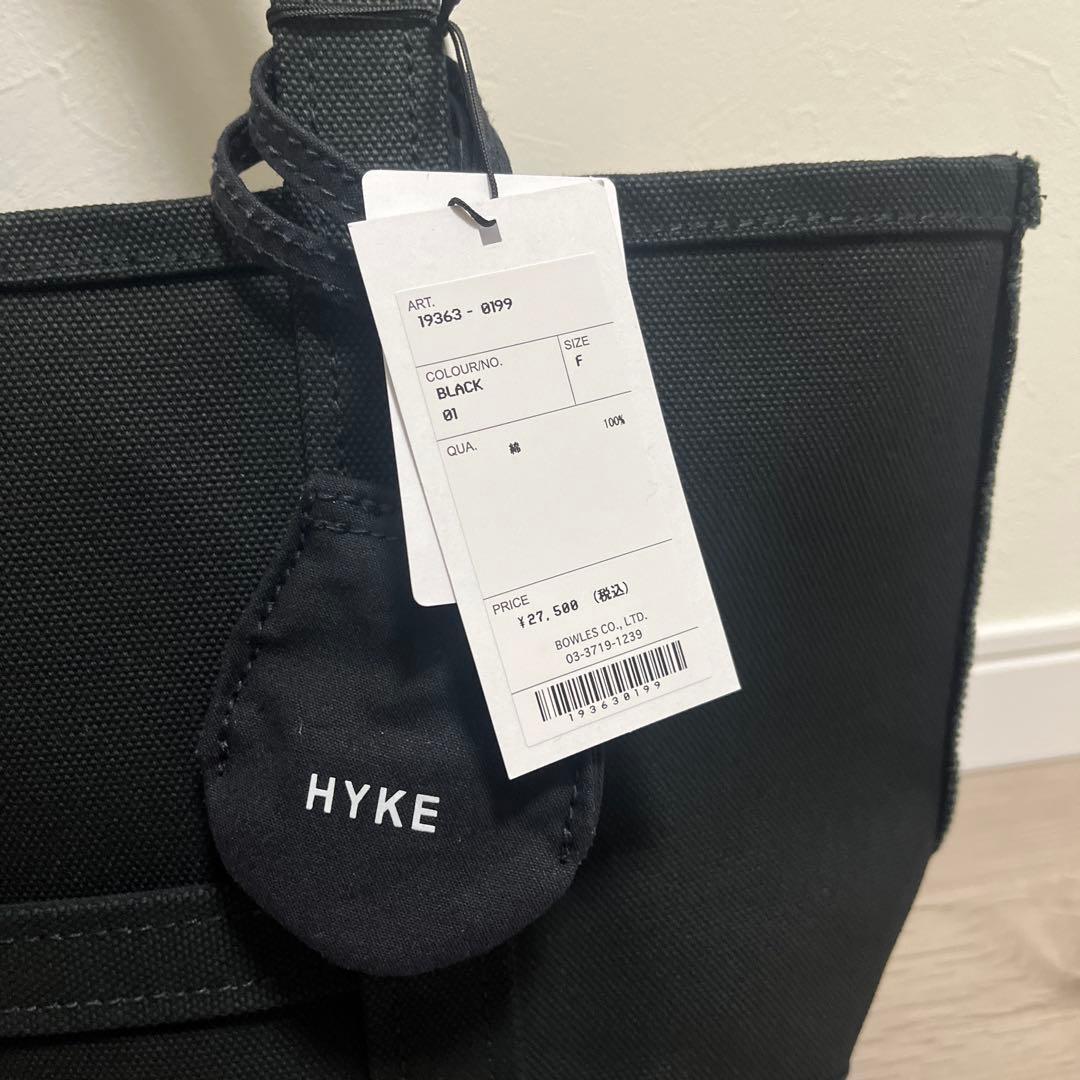 ART.
19363 - 0199
COLOUR/NO.
BLACK
01
SIZE
F
QUA.
綿
100%
PRICE
¥27,500 (税込)
BOWLES CO., LTD.
03-3719-1239
193630199
HYKE